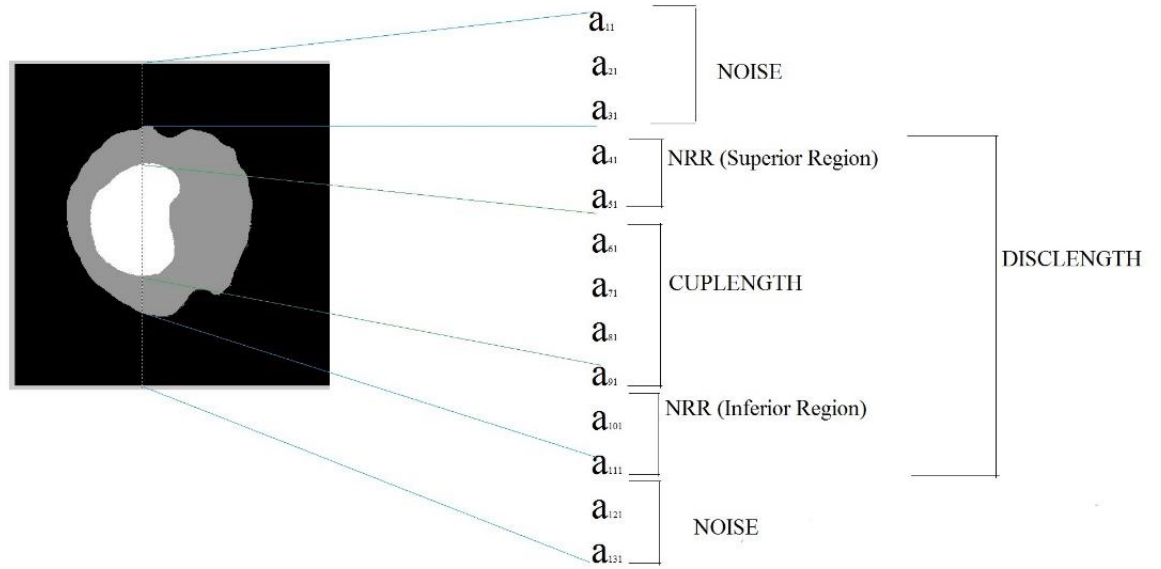 a11
a21
NOISE
a31
a41
NRR (Superior Region)
a51
a61
DISCLENGTH
a71
CUPLENGTH
a81
a91
a101
NRR (Inferior Region)
a111
a121
NOISE
a131